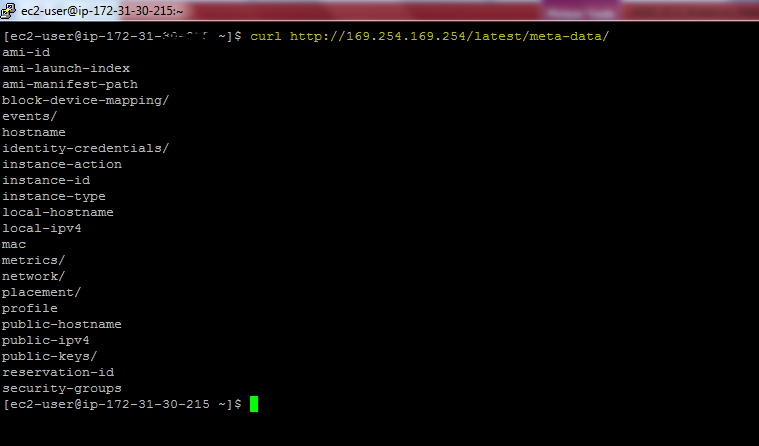 ec2-user@ip-172-31-30-215:~
[ec2-user@ip-172-31-30-215 ~]$ curl http://169.254.169.254/latest/meta-data/
ami-id
ami-launch-index
ami-manifest-path
block-device-mapping/
events/
hostname
identity-credentials/
instance-action
instance-id
instance-type
local-hostname
local-ipv4
mac
metrics/
network/
placement/
profile
public-hostname
public-ipv4
public-keys/
reservation-id
security-groups
[ec2-user@ip-172-31-30-215 ~]$